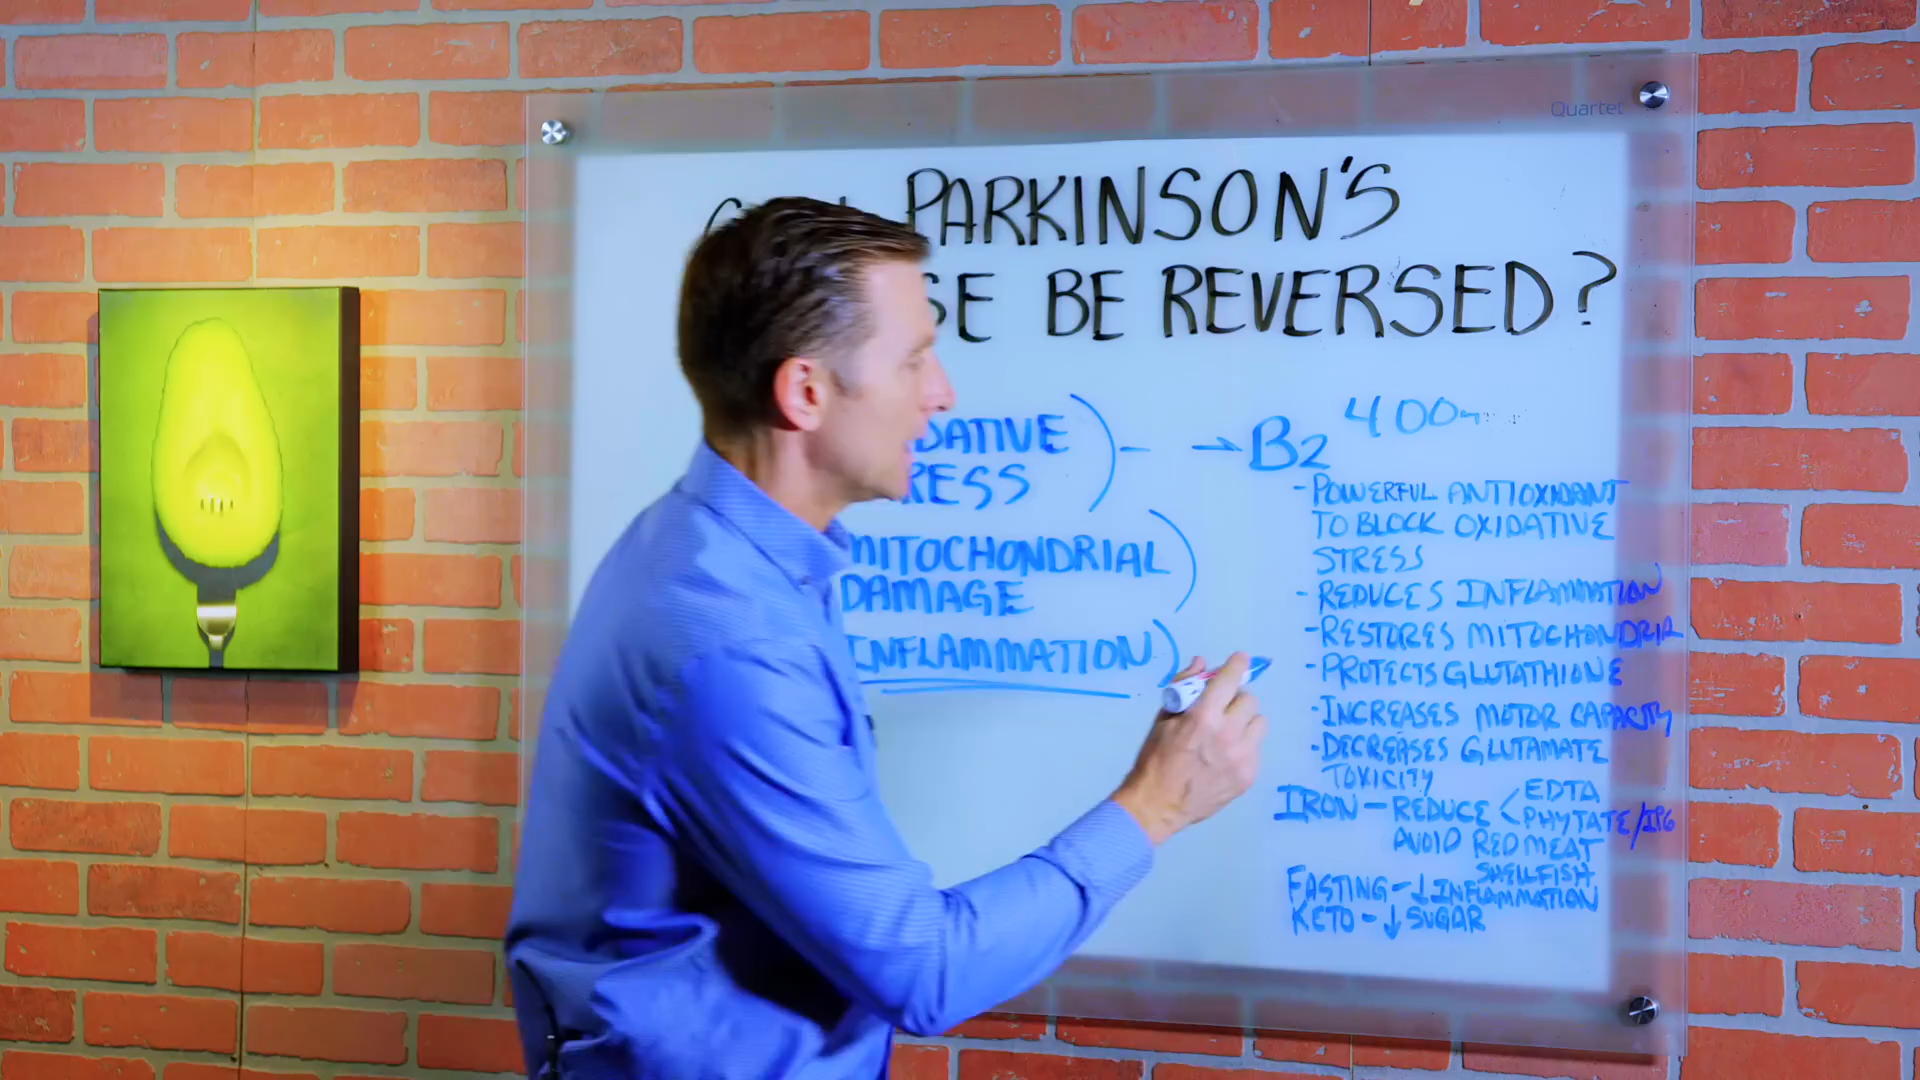 Quartet
PARKINSON'S
SE BE REVERSED?
DATIVE
RESS
MITOCHONDRIAL
DAMAGE
INFLAMMATION
→ B2 400
- POWERFUL ANTIOXIDANT
TO BLOCK OXIDATIVE
STRESS
- REDUCES INFLAMMATION
- RESTORES MITOCHONDRIA
- PROTECTS GLUTATHIONE
- INCREASES MOTOR CAPACITY
- DECREASES GLUTAMATE
TOXICITY
IRON - REDUCE < EDTA
PHYTATE/IP6
AVOID RED MEAT
SHELLFISH
FASTING - ↓ INFLAMMATION
KETO - ↓ SUGAR